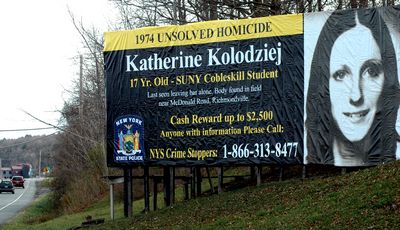 1974 UNSOLVED HOMICIDE
Katherine Kolodziej
17 Yr. Old - SUNY Cobleskill Student
Last seen leaving bar alone. Body found in field
near McDonald Road, Richmondville.
Cash Reward up to $2,500
Anyone with information Please Call:
NYS Crime Stoppers: 1-866-313-8477
NEW YORK
STATE POLICE